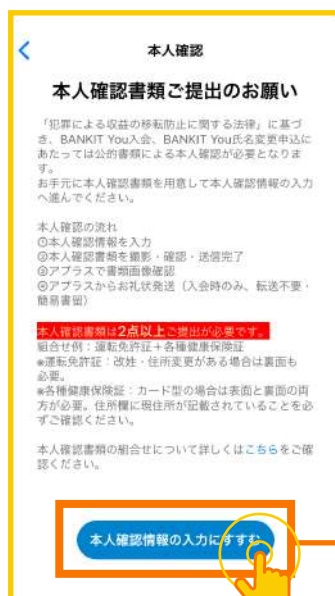 本人確認
本人確認書類ご提出のお願い
「犯罪による収益の移転防止に関する法律」に基づ
き、BANKIT You入会、BANKIT You氏名変更申込に
あたっては公的書類による本人確認が必要となりま
す。
お手元に本人確認書類を用意して本人確認情報の入力
へ進んでください。
本人確認の流れ
①本人確認情報を入力
②本人確認書類を撮影・確認・送信完了
③アプラスで書類画像確認
④アプラスからお礼状発送（入会時のみ、転送不要・
簡易書留）
本人確認書類は2点以上ご提出が必要です。
組合せ例：運転免許証＋各種健康保険証
※運転免許証：改姓・住所変更がある場合は裏面も
必要。
※各種健康保険証：カード型の場合は表面と裏面の両
方が必要。住所欄に現住所が記載されていることを必
ずご確認ください。
本人確認書類の組合せについて詳しくはこちらをご確
認ください。
本人確認情報の入力にすすむ